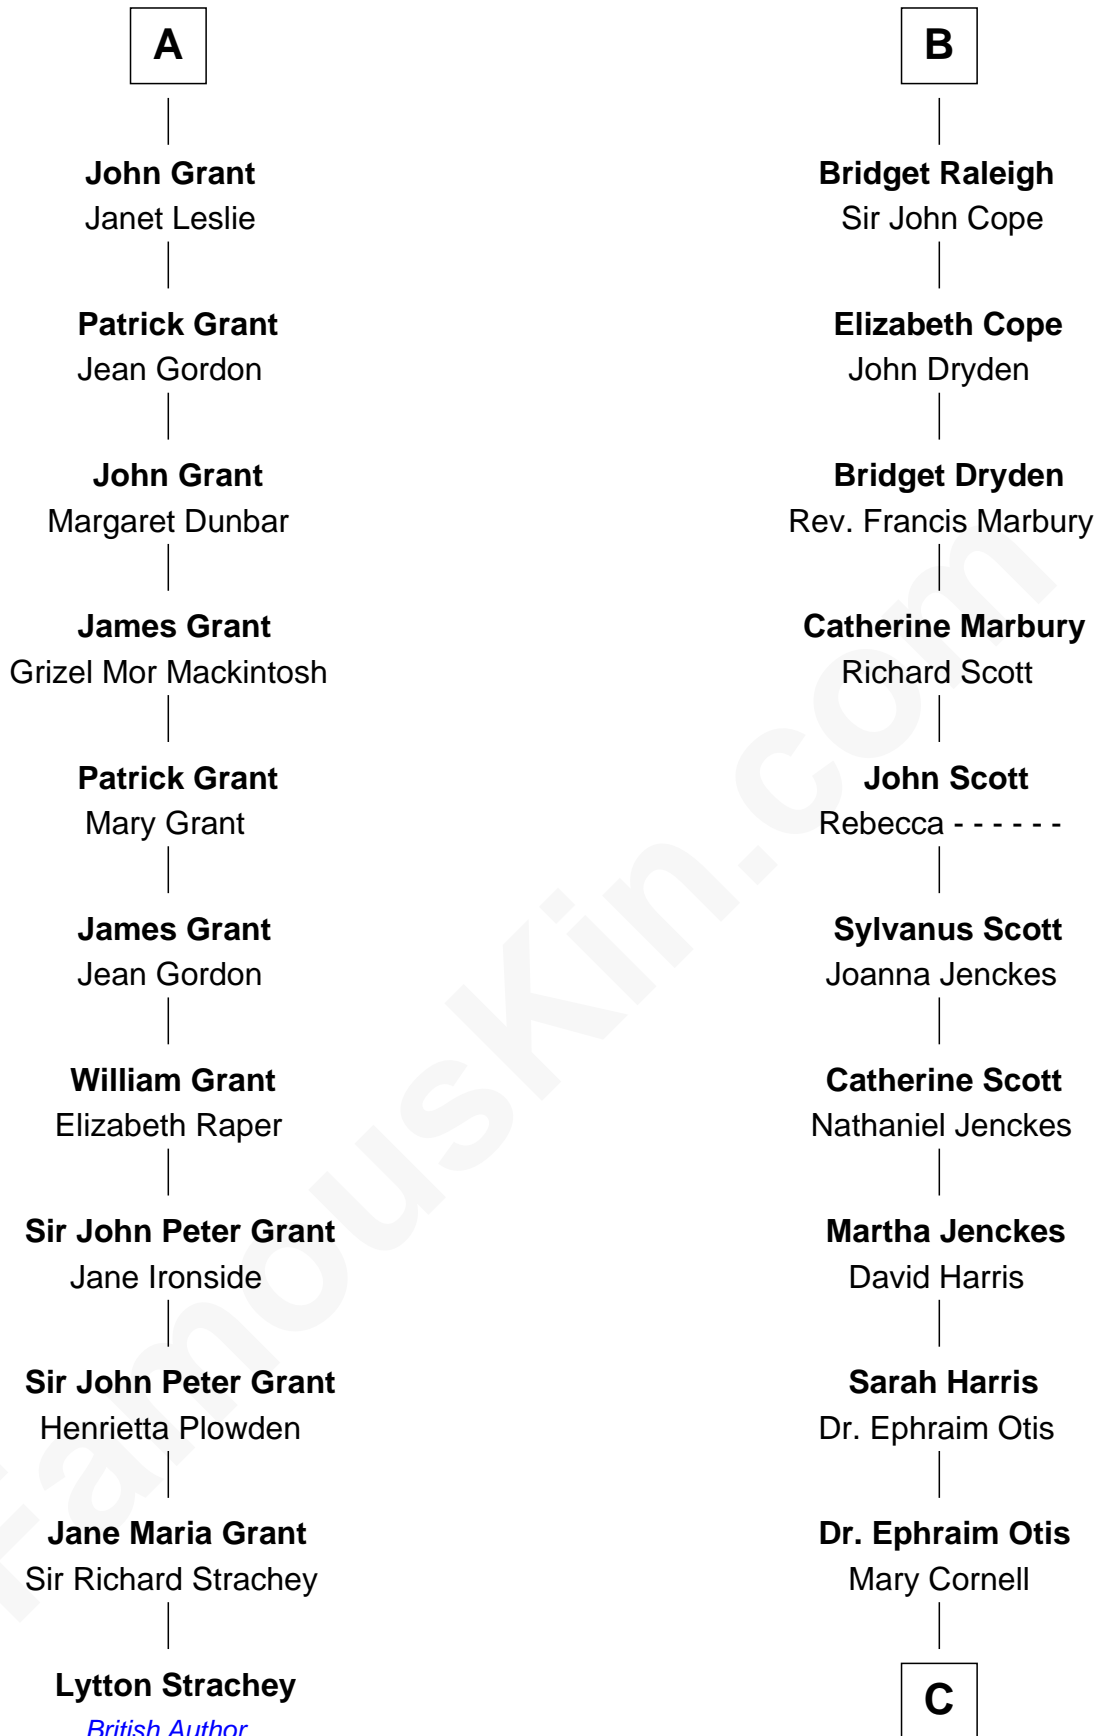 A
John Grant
Janet Leslie
Patrick Grant
Jean Gordon
John Grant
Margaret Dunbar
James Grant
Grizel Mor Mackintosh
Patrick Grant
Mary Grant
James Grant
Jean Gordon
William Grant
Elizabeth Raper
Sir John Peter Grant
Jane Ironside
Sir John Peter Grant
Henrietta Plowden
Jane Maria Grant
Sir Richard Strachey
Lytton Strachey
British Author
B
Bridget Raleigh
Sir John Cope
Elizabeth Cope
John Dryden
Bridget Dryden
Rev. Francis Marbury
Catherine Marbury
Richard Scott
John Scott
Rebecca - - - - - -
Sylvanus Scott
Joanna Jenckes
Catherine Scott
Nathaniel Jenckes
Martha Jenckes
David Harris
Sarah Harris
Dr. Ephraim Otis
Dr. Ephraim Otis
Mary Cornell
C
FamousKin.com